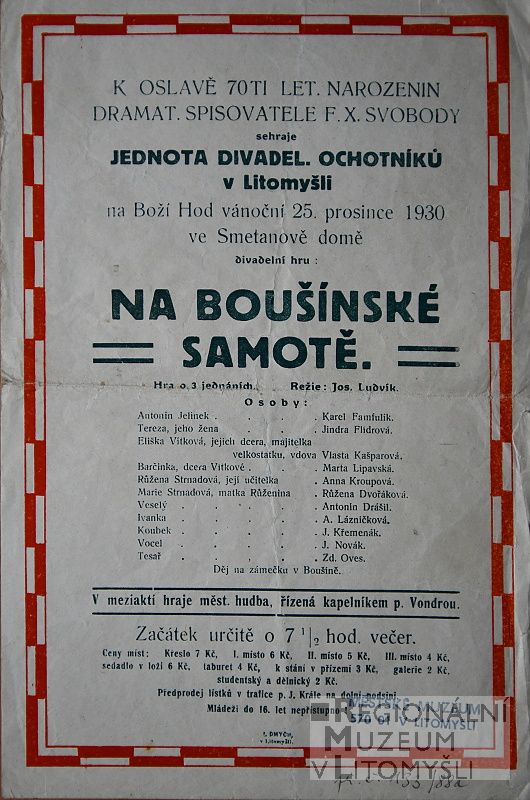 K OSLAVĚ 70TI LET. NAROZENIN
DRAMAT. SPISOVATELE F. X. SVOBODY
sehraje
JEDNOTA DIVADEL. OCHOTNÍKŮ
v Litomyšli
na Boží Hod vánoční 25. prosince 1930
ve Smetanově domě
divadelní hru :
NA BOUŠÍNSKÉ
SAMOTĚ.
Hra o 3 jednáních. Režie: Jos. Ludvík.
Osoby:
Antonín Jelínek . . . . Karel Famfulík.
Tereza, jeho žena . . . . Jindra Flídrová.
Eliška Vítková, jejich dcera, majitelka
velkostatku, vdova Vlasta Kašparová.
Barčinka, dcera Vítkové . . . Marta Lipavská.
Růžena Strnadová, její učitelka . Anna Kroupová.
Marie Strnadová, matka Růženina . Růžena Dvořáková.
Veselý . . . . . Antonín Drášil.
Ivanka . . . . . A. Lázničková.
Koubek . . . . . J. Křemenák.
Vocel . . . . . J. Novák.
Tesař . . . . . Zd. Oves.
Děj na zámečku v Boušíně.
V meziaktí hraje měst. hudba, řízená kapelníkem p. Vondrou.
Začátek určitě o 7 1/2 hod. večer.
Ceny míst: Křeslo 7 Kč, I. místo 6 Kč, II. místo 5 Kč, III. místo 4 Kč,
sedadlo v loži 6 Kč, taburet 4 Kč, k stání v přízemí 3 Kč, galerie 2 Kč,
studentský a dělnický 2 Kč.
Předprodej lístků v trafice p. J. Krále na dolní podsíni.
Mládeži do 16. let nepřístupno
MĚSTSKÉ MUZEUM
570 01 V LITOMYŠLI
REGIONÁLNÍ
MUZEUM
V LITOMYŠLI
v Litomyšli.